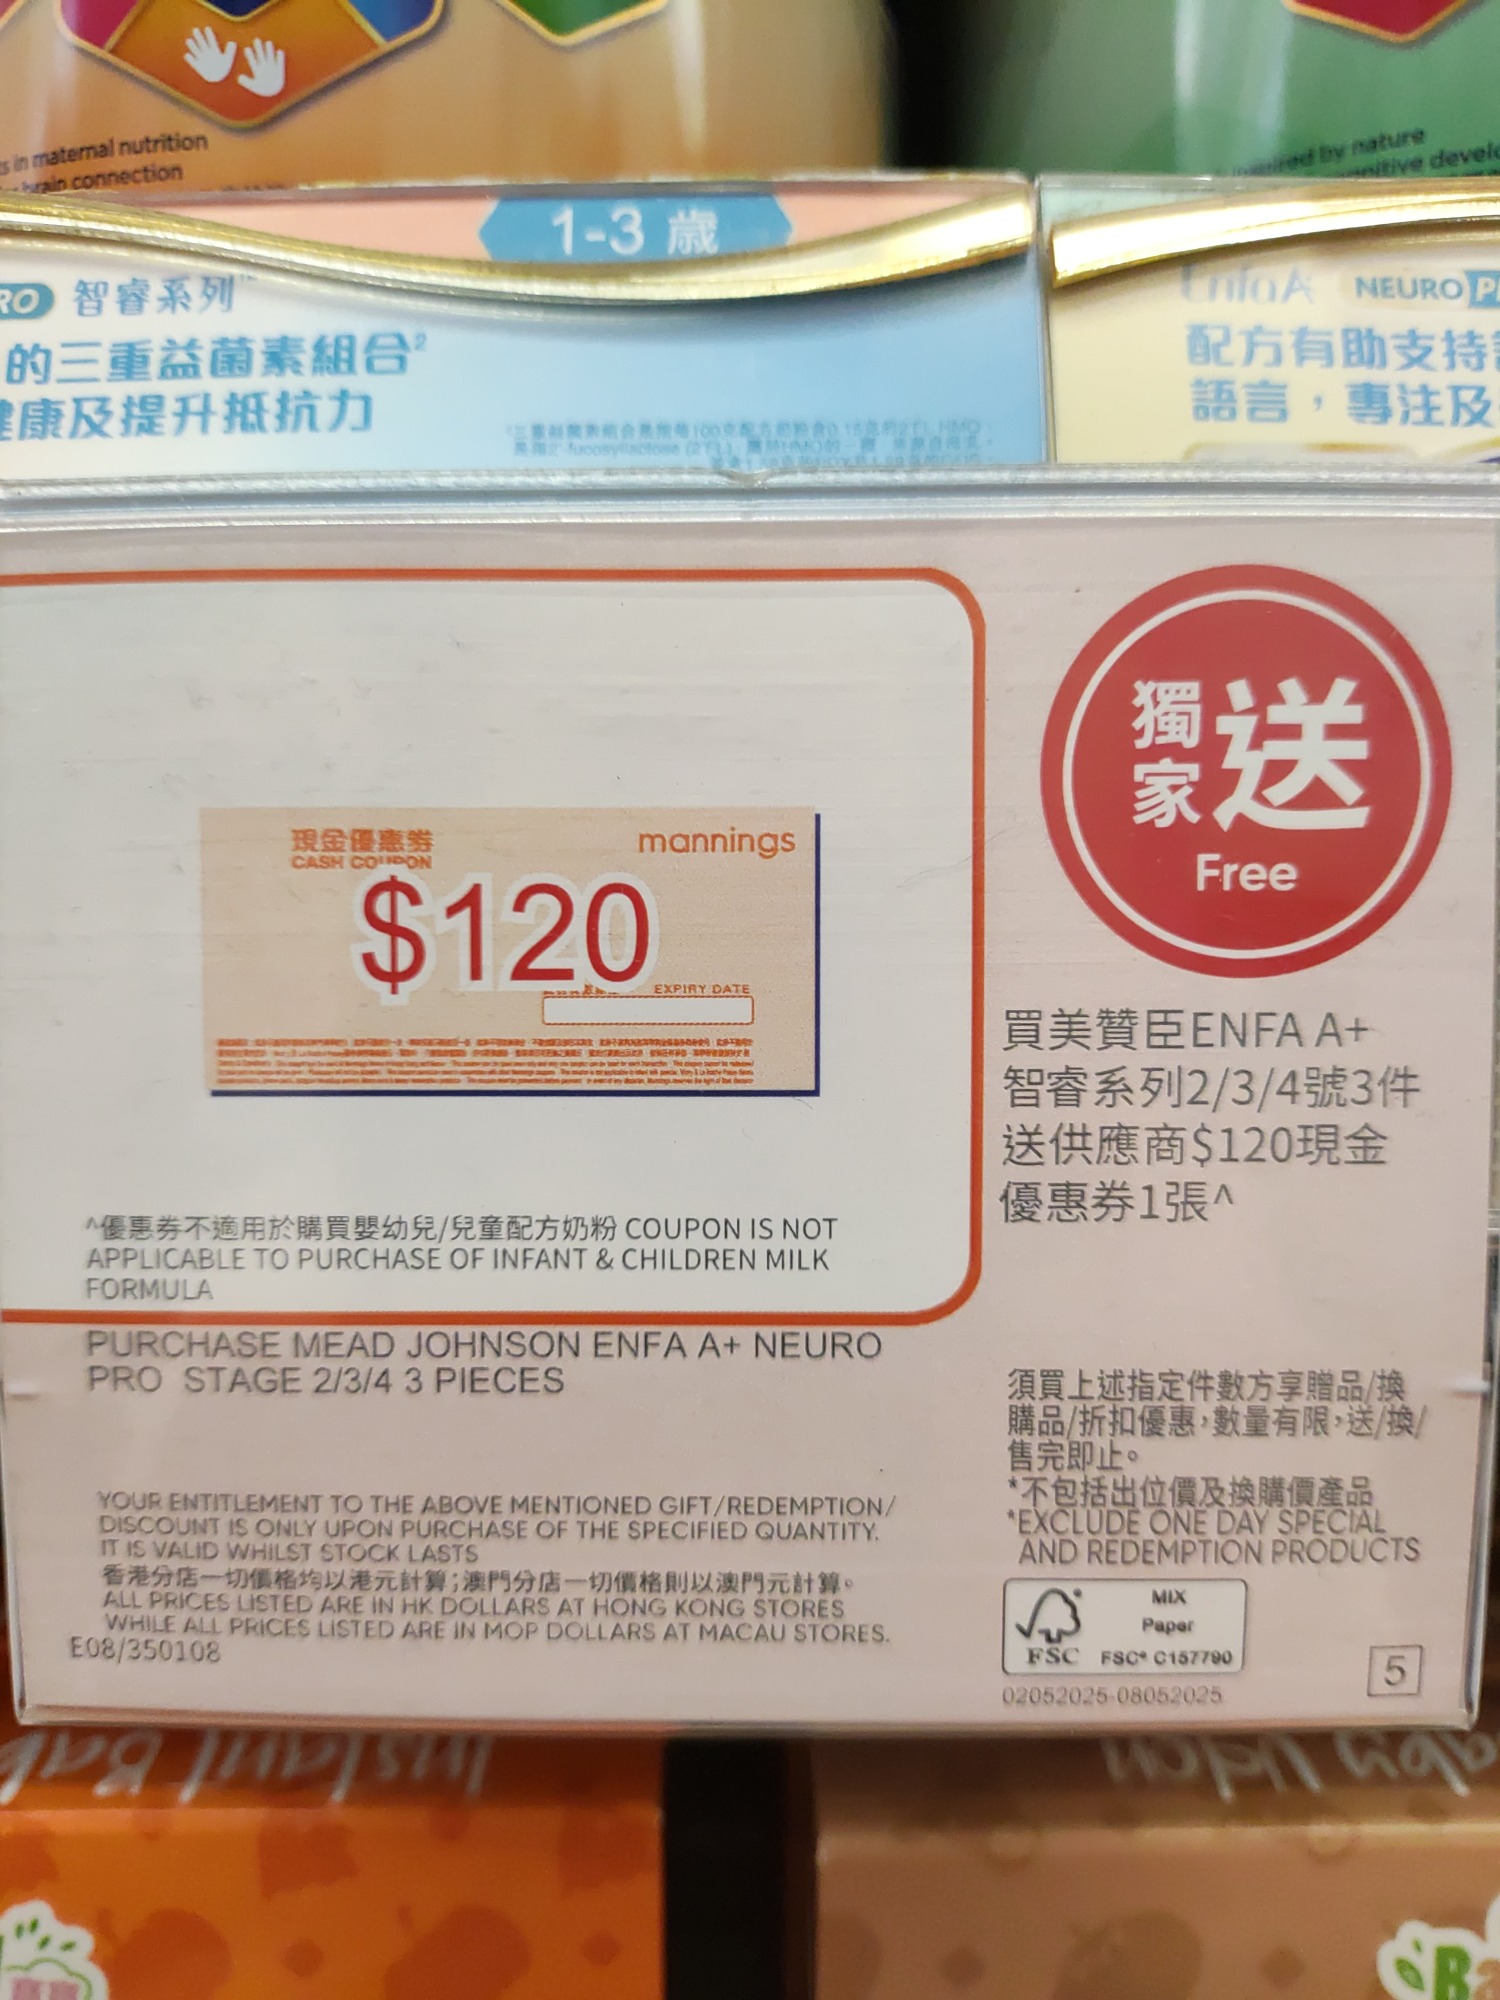 s in maternal nutrition
brain connection
inspired by nature
1-3 歲
RO 智睿系列
的三重益菌素組合²
健康及提升抵抗力
EnfaA NEURO
配方有助支持
語言，專注及
獨家送
Free
現金優惠券
mannings
CASH COUPON
$120
EXPIRY DATE
買美贊臣ENFA A+
智睿系列2/3/4號3件
送供應商$120現金
優惠券1張^
^優惠券不適用於購買嬰幼兒/兒童配方奶粉 COUPON IS NOT
APPLICABLE TO PURCHASE OF INFANT & CHILDREN MILK
FORMULA
PURCHASE MEAD JOHNSON ENFA A+ NEURO
PRO STAGE 2/3/4 3 PIECES
須買上述指定件數方享贈品/換
購品/折扣優惠，數量有限，送/換/
售完即止。
*不包括出位價及換購價產品
*EXCLUDE ONE DAY SPECIAL
AND REDEMPTION PRODUCTS
YOUR ENTITLEMENT TO THE ABOVE MENTIONED GIFT/REDEMPTION/
DISCOUNT IS ONLY UPON PURCHASE OF THE SPECIFIED QUANTITY.
IT IS VALID WHILST STOCK LASTS
香港分店一切價格均以港元計算；澳門分店一切價格則以澳門元計算。
ALL PRICES LISTED ARE IN HK DOLLARS AT HONG KONG STORES
WHILE ALL PRICES LISTED ARE IN MOP DOLLARS AT MACAU STORES.
E08/350108
MIX
Paper
FSC FSC® C157790
02052025-08052025
5
Instant